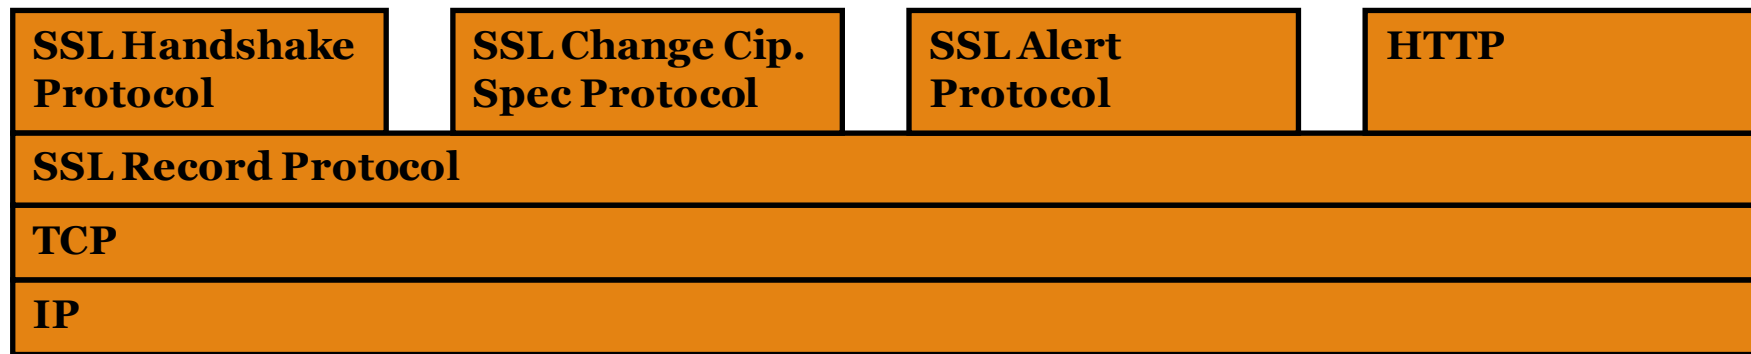 SSL Handshake
Protocol
SSL Change Cip.
Spec Protocol
SSL Alert
Protocol
HTTP
SSL Record Protocol
TCP
IP